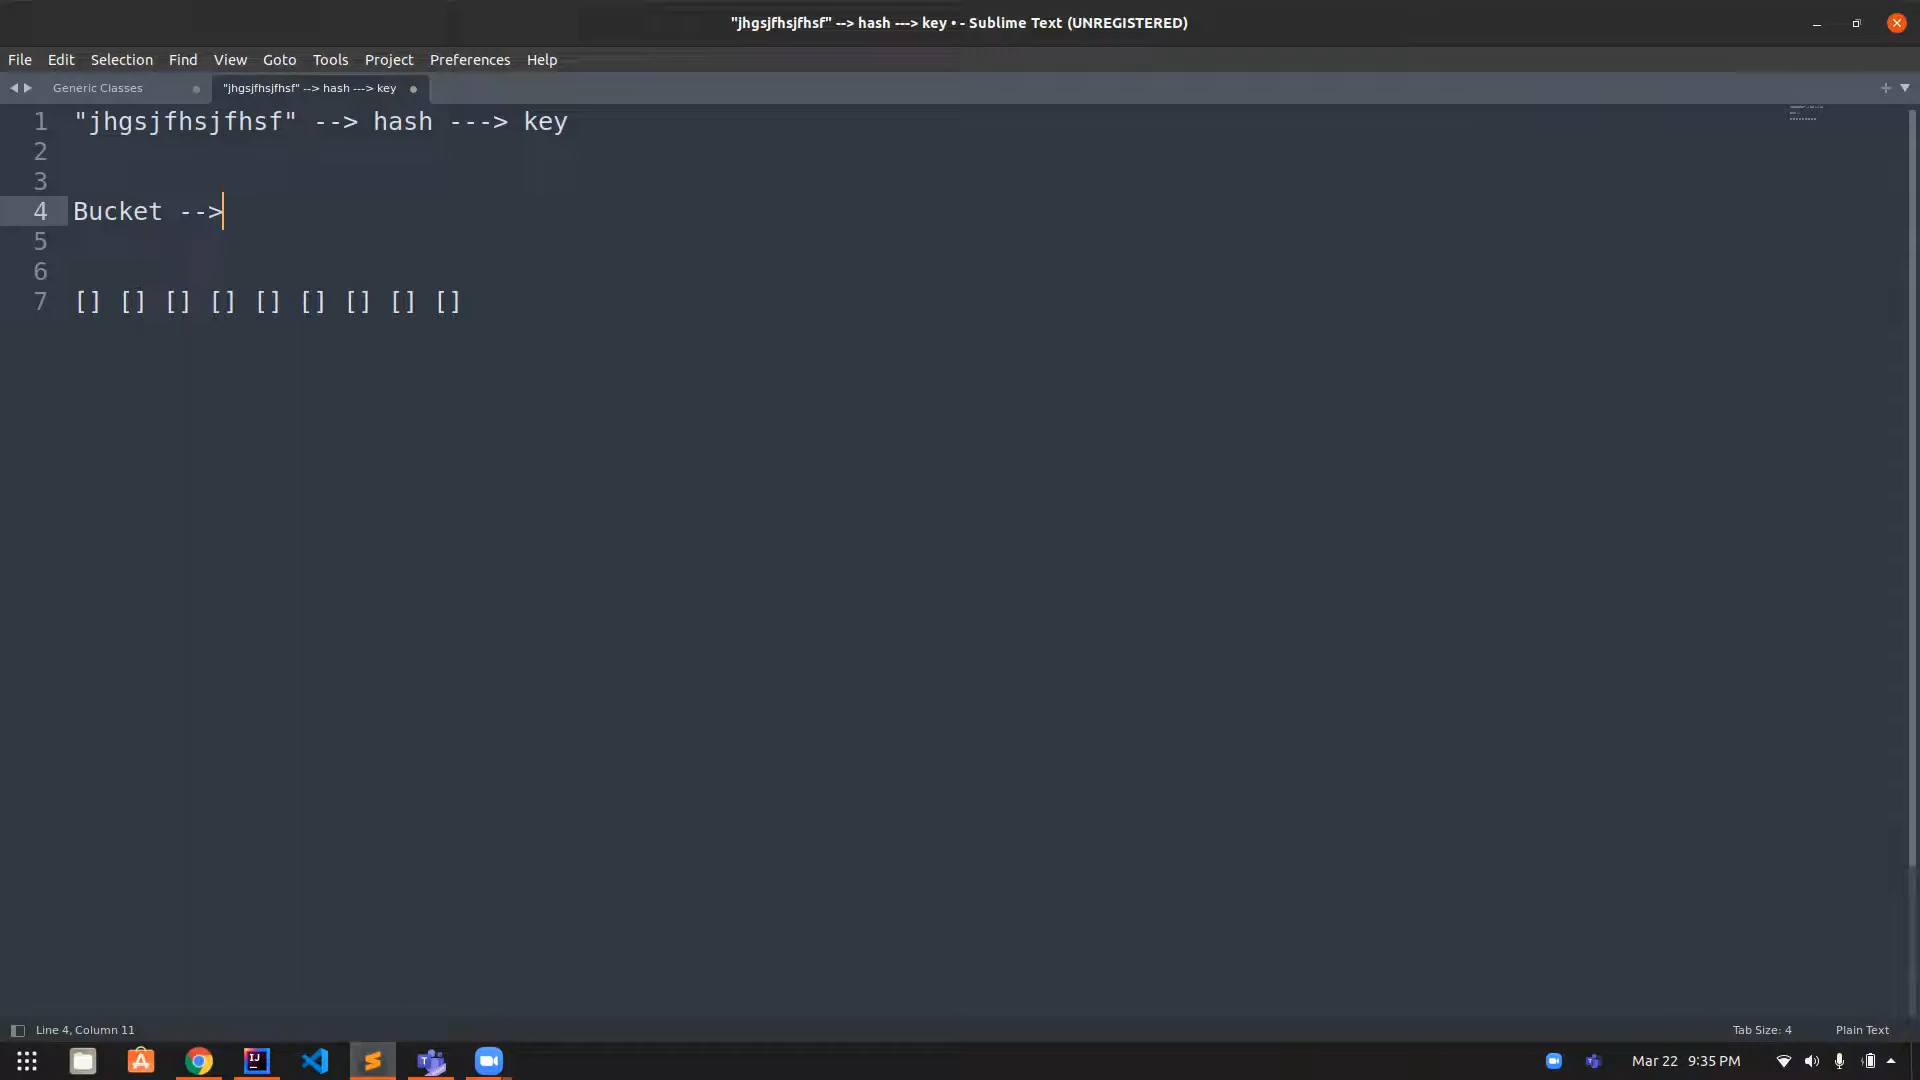 "jhgsjfhsjfhsf" --> hash ---> key • - Sublime Text (UNREGISTERED)
File Edit Selection Find View Goto Tools Project Preferences Help
Generic Classes "jhgsjfhsjfhsf" --> hash ---> key
1 "jhgsjfhsjfhsf" --> hash ---> key
2
3
4 Bucket -->
5
6
7 [] [] [] [] [] [] [] [] []
Line 4, Column 11 Tab Size: 4 Plain Text
Mar 22 9:35 PM